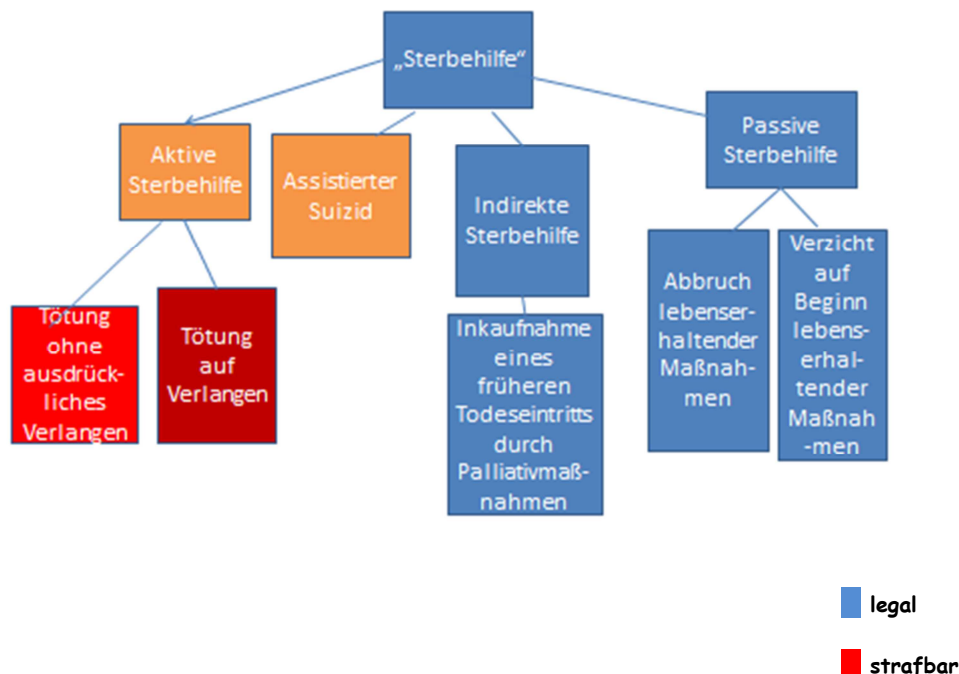 „Sterbehilfe“
Aktive
Sterbehilfe
Assistierter
Suizid
Indirekte
Sterbehilfe
Passive
Sterbehilfe
Tötung
ohne
ausdrück-
liches
Verlangen
Tötung
auf
Verlangen
Inkaufnahme
eines
früheren
Todeseintritts
durch
Palliativmaß-
nahmen
Abbruch
lebenser-
haltender
Maßnah-
men
Verzicht
auf
Beginn
lebens-
erhal-
tender
Maßnah
-men
legal
strafbar